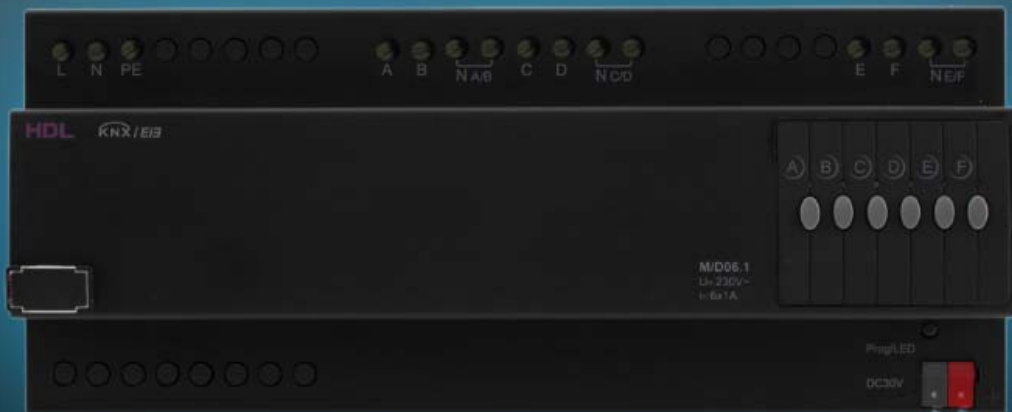 L N PE A B N A/B C D N C/D E F N E/F
HDL KNX / EIB
A B C D E F
M/D06.1
U= 230V~
I= 6x1A
Prog/LED
DC30V